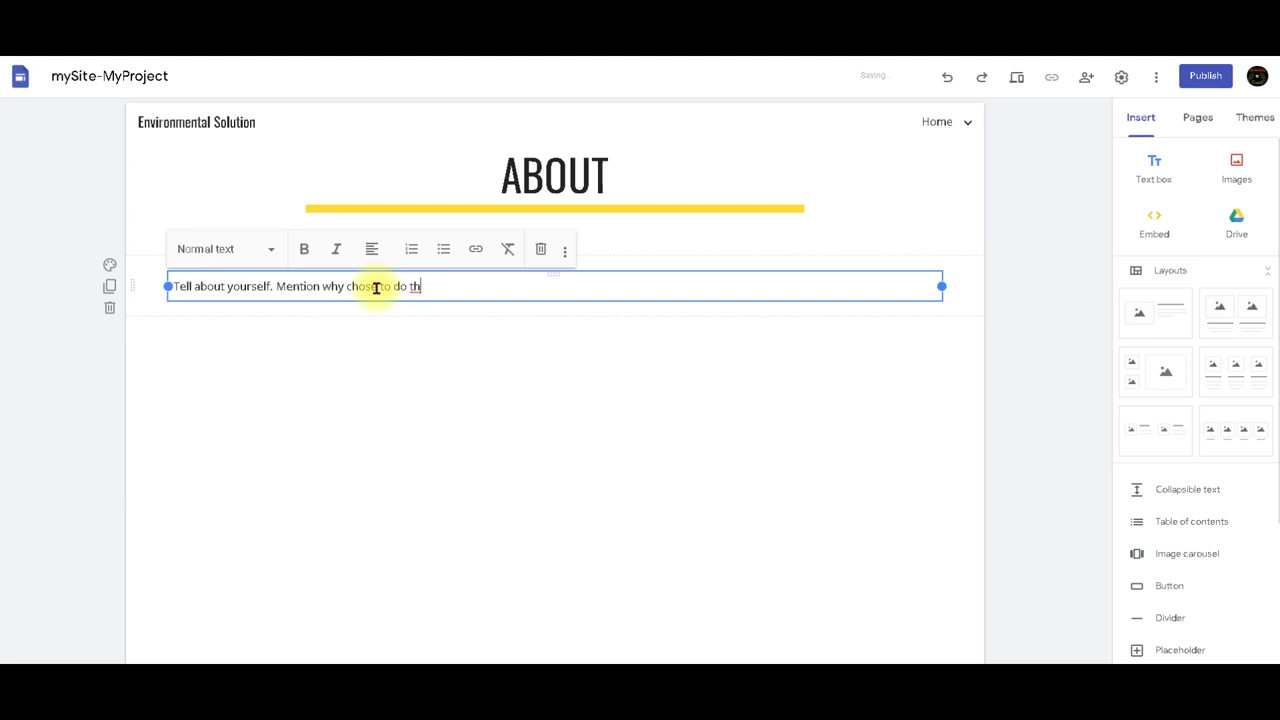 mySite-MyProject
Saving...
Publish
Environmental Solution
Home
Insert
Pages
Themes
ABOUT
Text box
Images
Embed
Drive
Normal text
Layouts
Tell about yourself. Mention why chose to do th
Collapsible text
Table of contents
Image carousel
Button
Divider
Placeholder